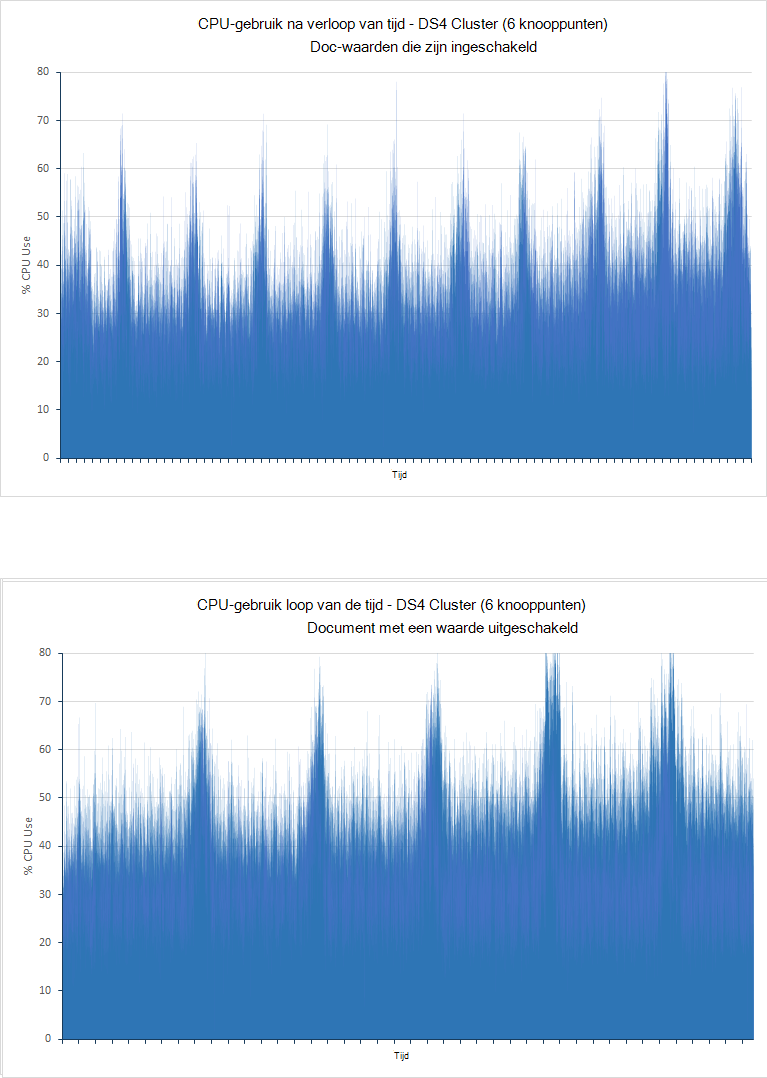 CPU-gebruik na verloop van tijd - DS4 Cluster (6 knooppunten)
Doc-waarden die zijn ingeschakeld
80
70
60
50
40
30
20
10
0
% CPU Use
Tijd
CPU-gebruik loop van de tijd - DS4 Cluster (6 knooppunten)
Document met een waarde uitgeschakeld
80
70
60
50
40
30
20
10
0
% CPU Use
Tijd